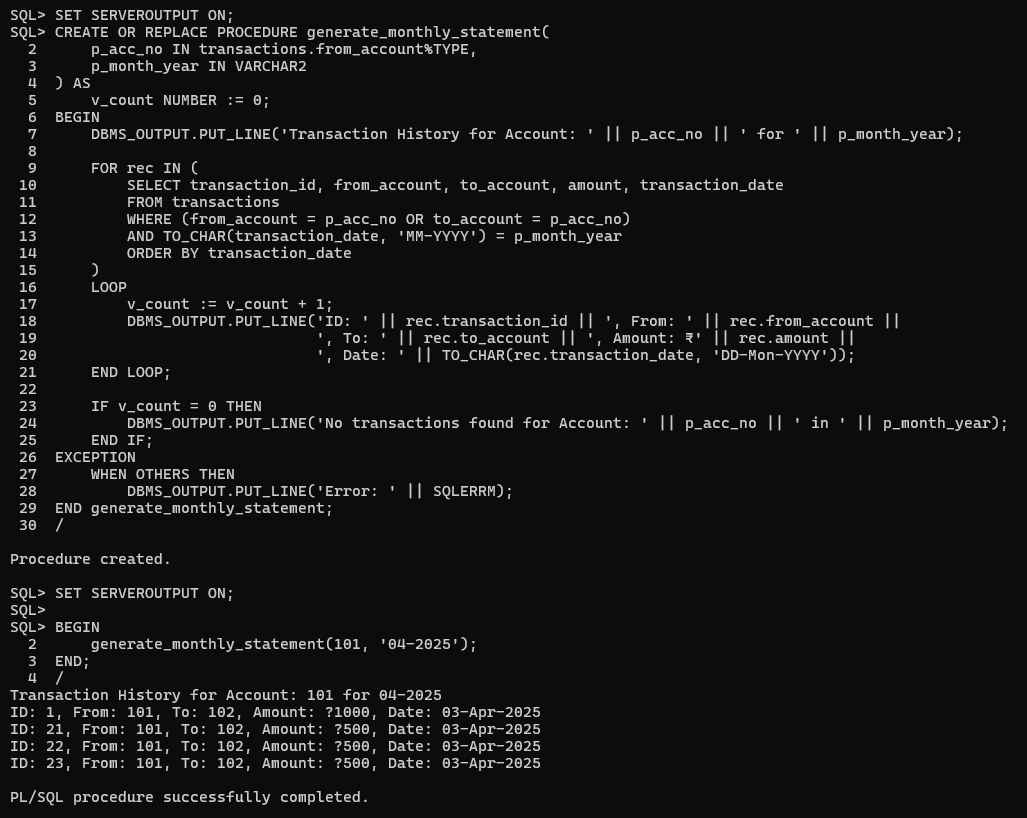 SQL> SET SERVEROUTPUT ON;
SQL> CREATE OR REPLACE PROCEDURE generate_monthly_statement(
  2      p_acc_no IN transactions.from_account%TYPE,
  3      p_month_year IN VARCHAR2
  4  ) AS
  5      v_count NUMBER := 0;
  6  BEGIN
  7      DBMS_OUTPUT.PUT_LINE('Transaction History for Account: ' || p_acc_no || ' for ' || p_month_year);
  8
  9      FOR rec IN (
 10          SELECT transaction_id, from_account, to_account, amount, transaction_date
 11          FROM transactions
 12          WHERE (from_account = p_acc_no OR to_account = p_acc_no)
 13          AND TO_CHAR(transaction_date, 'MM-YYYY') = p_month_year
 14          ORDER BY transaction_date
 15      )
 16      LOOP
 17          v_count := v_count + 1;
 18          DBMS_OUTPUT.PUT_LINE('ID: ' || rec.transaction_id || ', From: ' || rec.from_account ||
 19                               ', To: ' || rec.to_account || ', Amount: ₹' || rec.amount ||
 20                               ', Date: ' || TO_CHAR(rec.transaction_date, 'DD-Mon-YYYY'));
 21      END LOOP;
 22
 23      IF v_count = 0 THEN
 24          DBMS_OUTPUT.PUT_LINE('No transactions found for Account: ' || p_acc_no || ' in ' || p_month_year);
 25      END IF;
 26  EXCEPTION
 27      WHEN OTHERS THEN
 28          DBMS_OUTPUT.PUT_LINE('Error: ' || SQLERRM);
 29  END generate_monthly_statement;
 30  /

Procedure created.

SQL> SET SERVEROUTPUT ON;
SQL>
SQL> BEGIN
  2      generate_monthly_statement(101, '04-2025');
  3  END;
  4  /
Transaction History for Account: 101 for 04-2025
ID: 1, From: 101, To: 102, Amount: ?1000, Date: 03-Apr-2025
ID: 21, From: 101, To: 102, Amount: ?500, Date: 03-Apr-2025
ID: 22, From: 101, To: 102, Amount: ?500, Date: 03-Apr-2025
ID: 23, From: 101, To: 102, Amount: ?500, Date: 03-Apr-2025

PL/SQL procedure successfully completed.